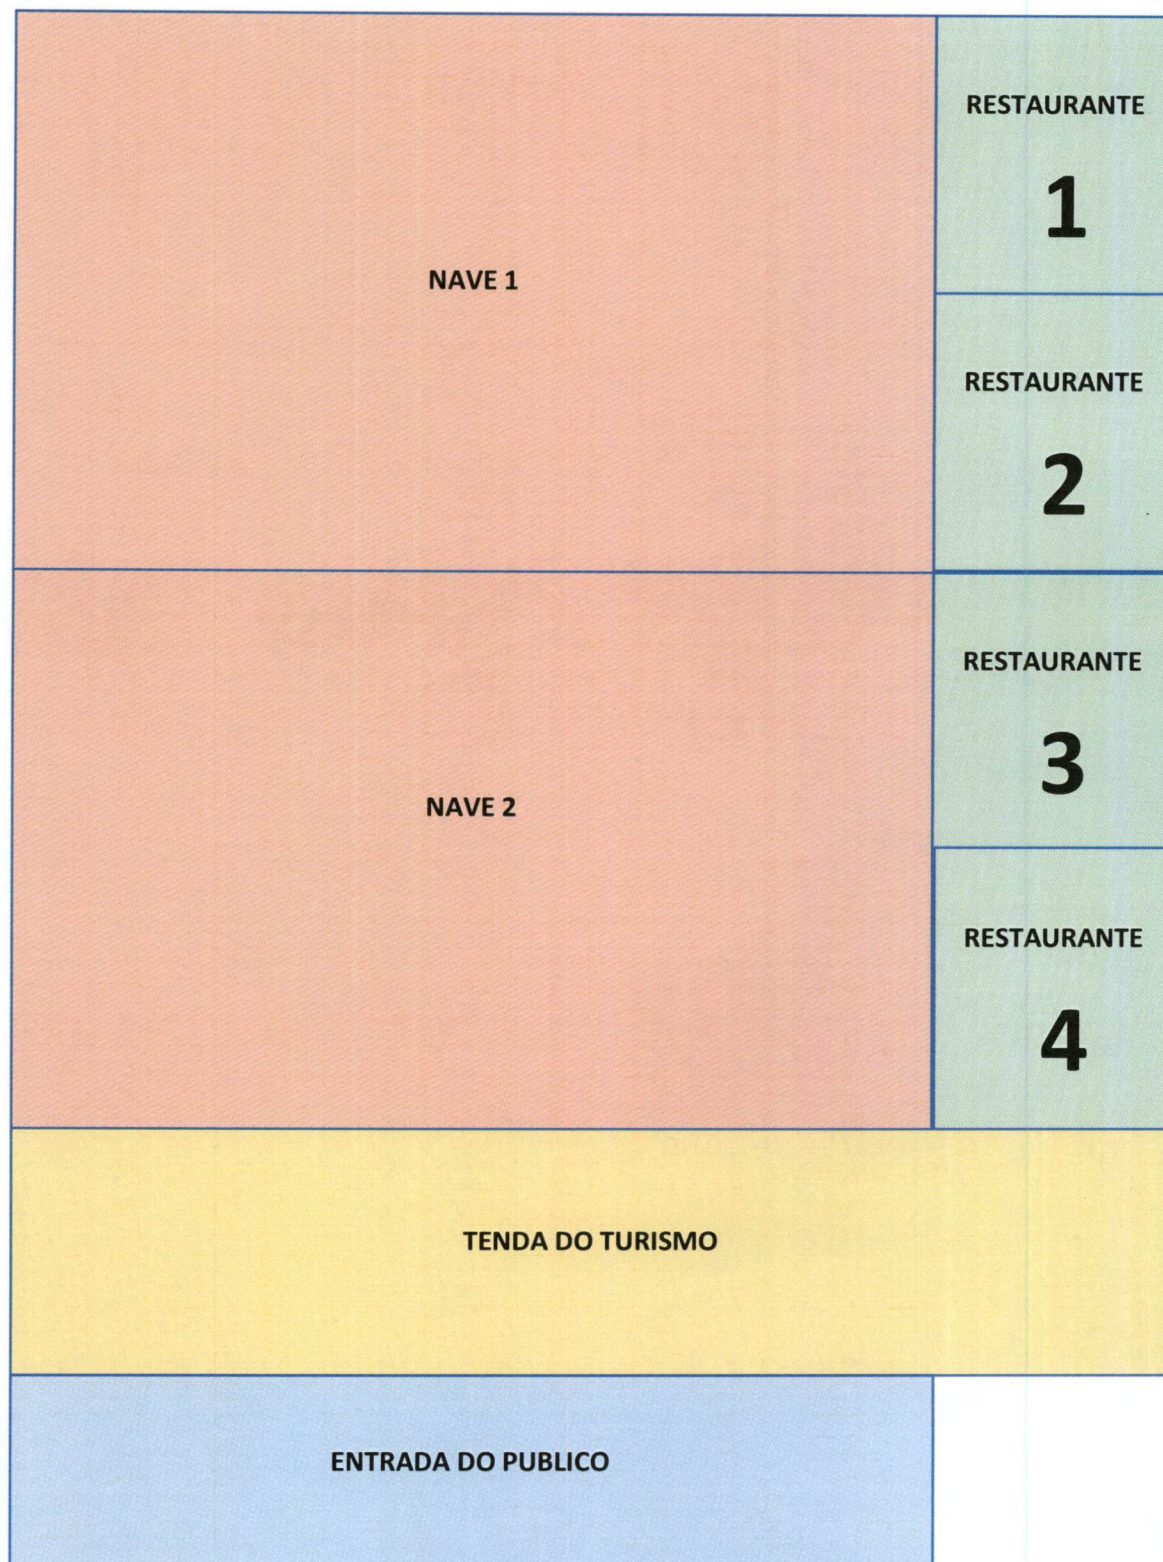 RESTAURANTE
1
NAVE 1
RESTAURANTE
2
RESTAURANTE
3
NAVE 2
RESTAURANTE
4
TENDA DO TURISMO
ENTRADA DO PUBLICO